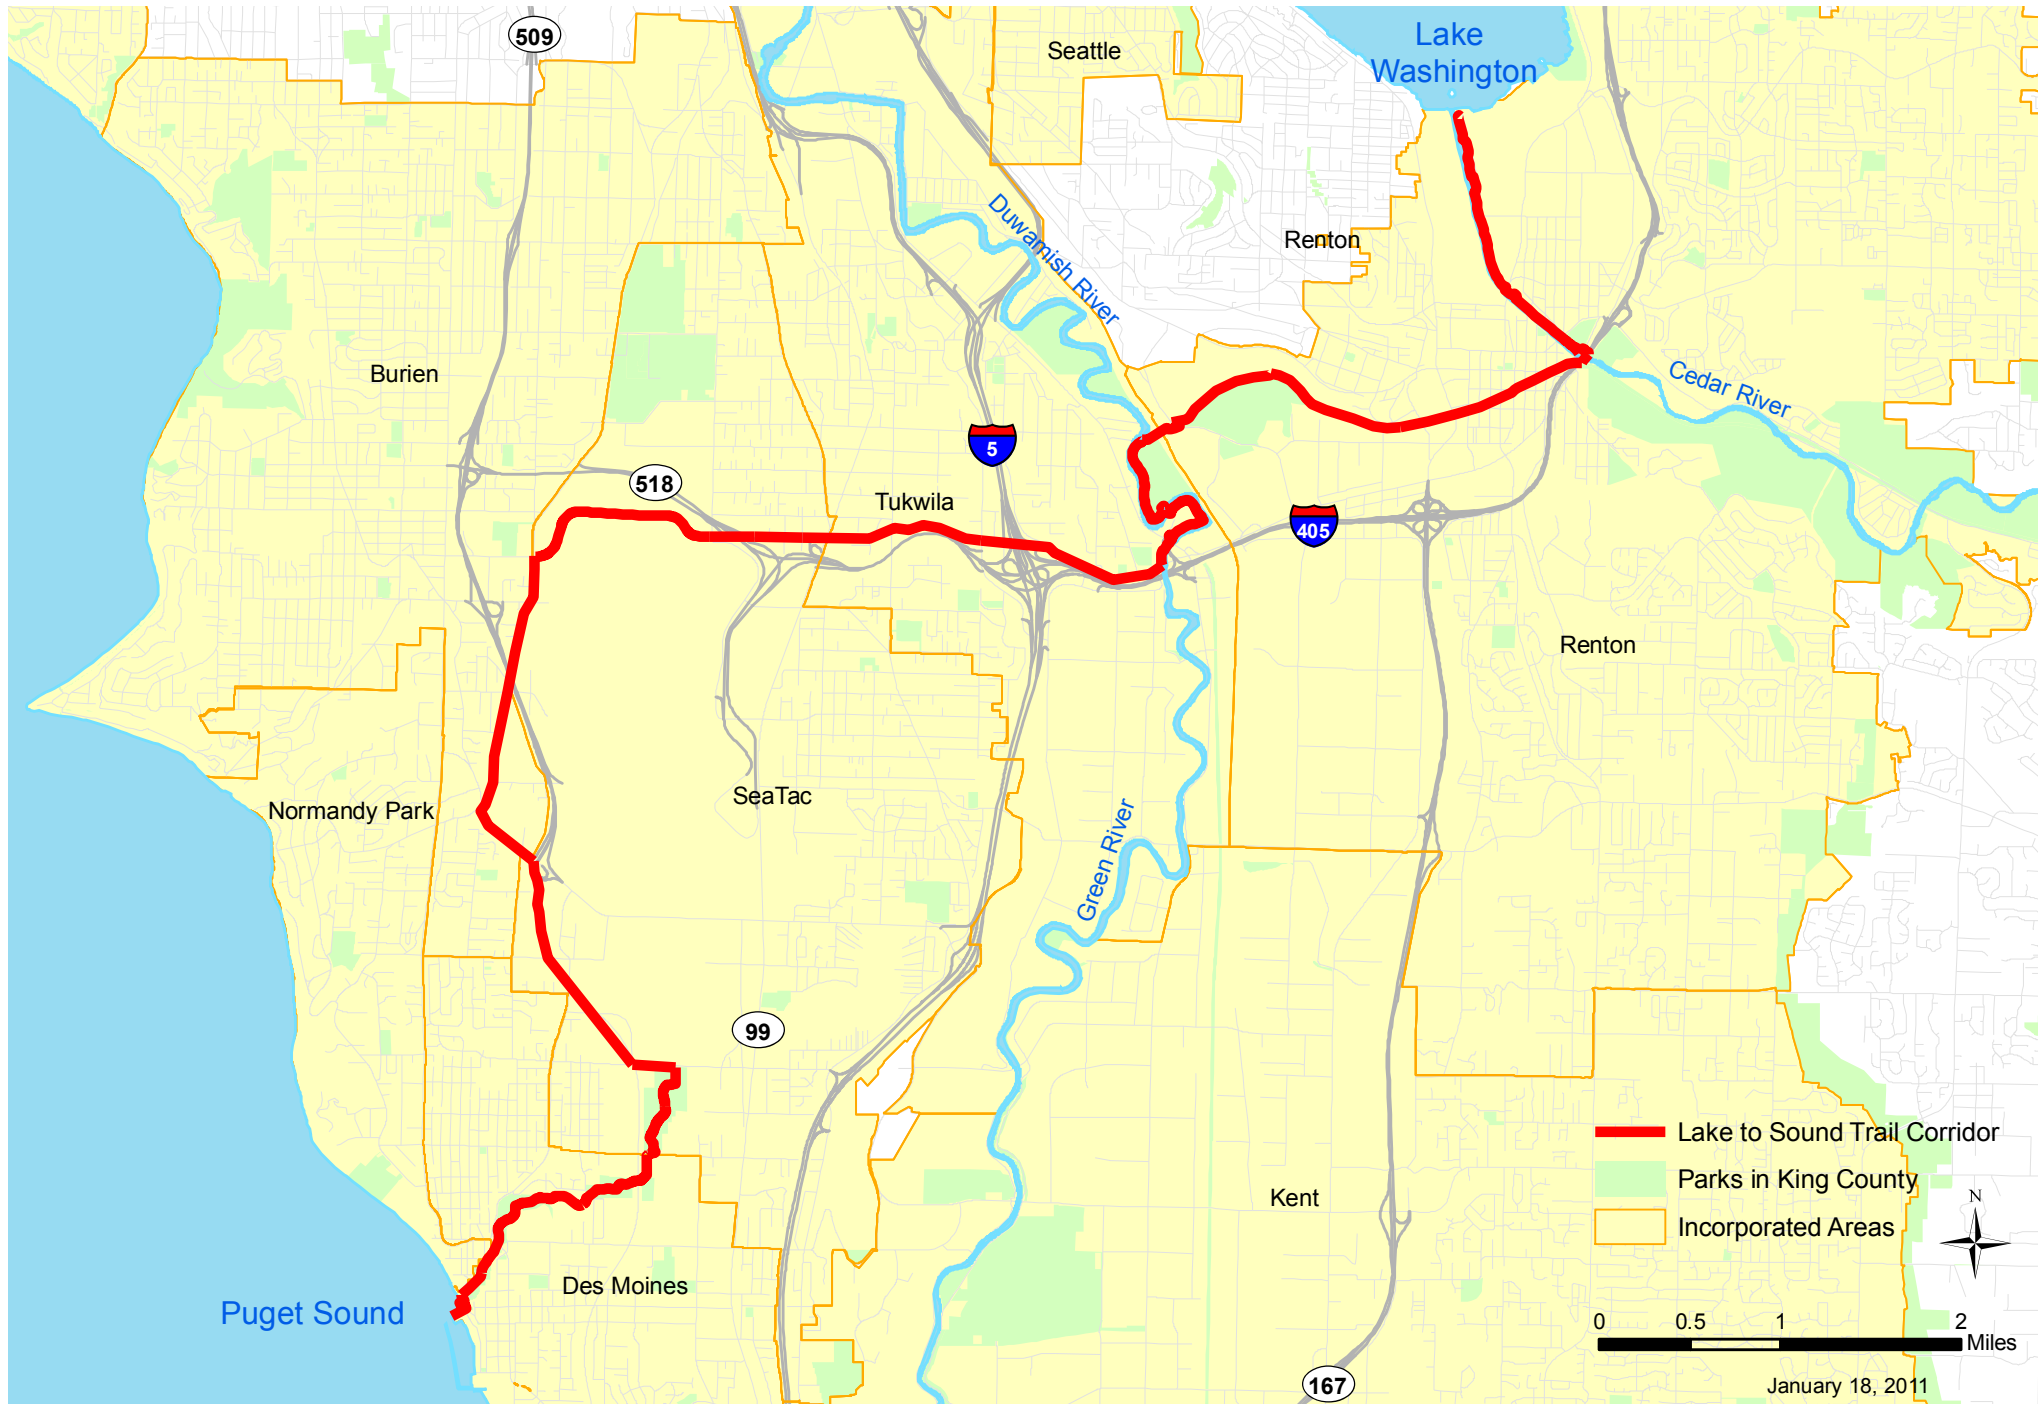 509
Seattle
Lake
Washington
Duwamish River
Renton
Burien
Cedar River
5
518
Tukwila
405
Renton
SeaTac
Normandy Park
Green River
99
Lake to Sound Trail Corridor
Parks in King County
Kent
N
Incorporated Areas
Des Moines
Puget Sound
0 0.5 1 2
Miles
167
January 18, 2011